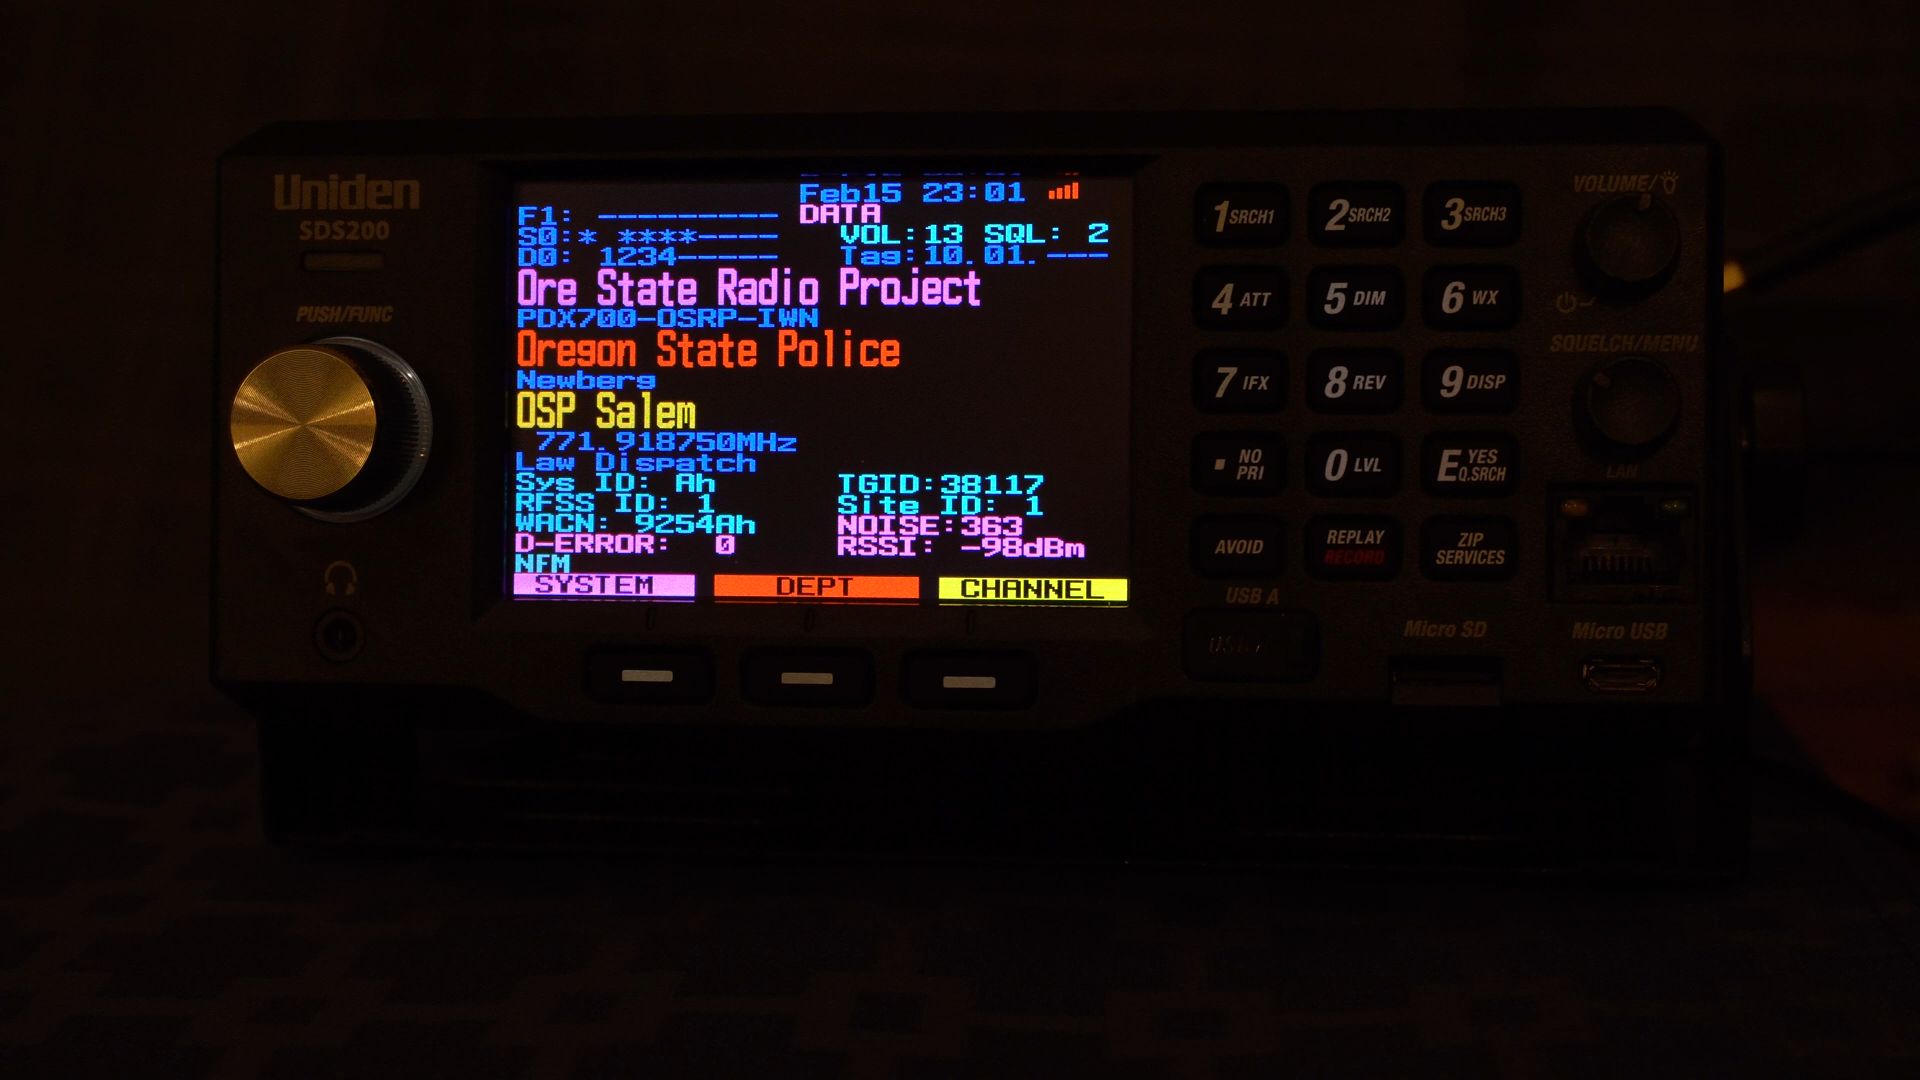 Uniden
SDS200
PUSH/FUNC
Feb15 23:01
F1: --------- DATA
S0:* ****---- VOL:13 SQL: 2
D0: 1234----- Tag:10.01.---
Ore State Radio Project
PDX700-OSRP-IWN
Oregon State Police
Newberg
OSP Salem
771.918750MHz
Law Dispatch
Sys ID: Ah TGID:38117
RFSS ID: 1 Site ID: 1
WACN: 9254Ah NOISE:363
D-ERROR: 0 RSSI: -98dBm
NFM
SYSTEM DEPT CHANNEL
1 SRCH1 2 SRCH2 3 SRCH3
4 ATT 5 DIM 6 WX
7 IFX 8 REV 9 DISP
. NO PRI 0 LVL E YES Q.SRCH
AVOID REPLAY RECORD ZIP SERVICES
VOLUME/
SQUELCH/MENU
LAN
USB A
Micro SD
Micro USB